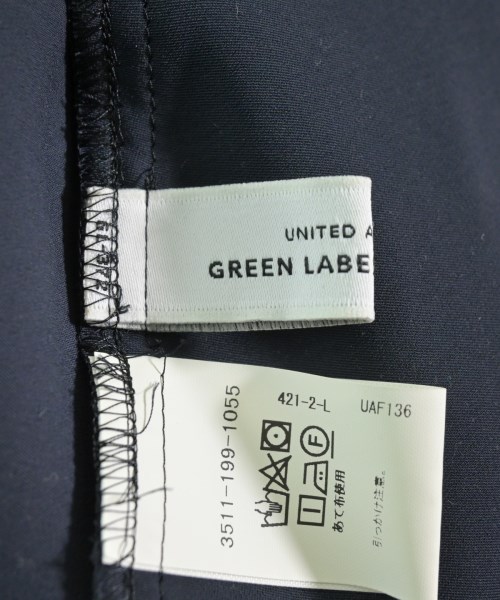 UNITED A
GREEN LABE
421-2-L
UAF136
3511-199-1055
F
あて布使用
引っかけ注意。